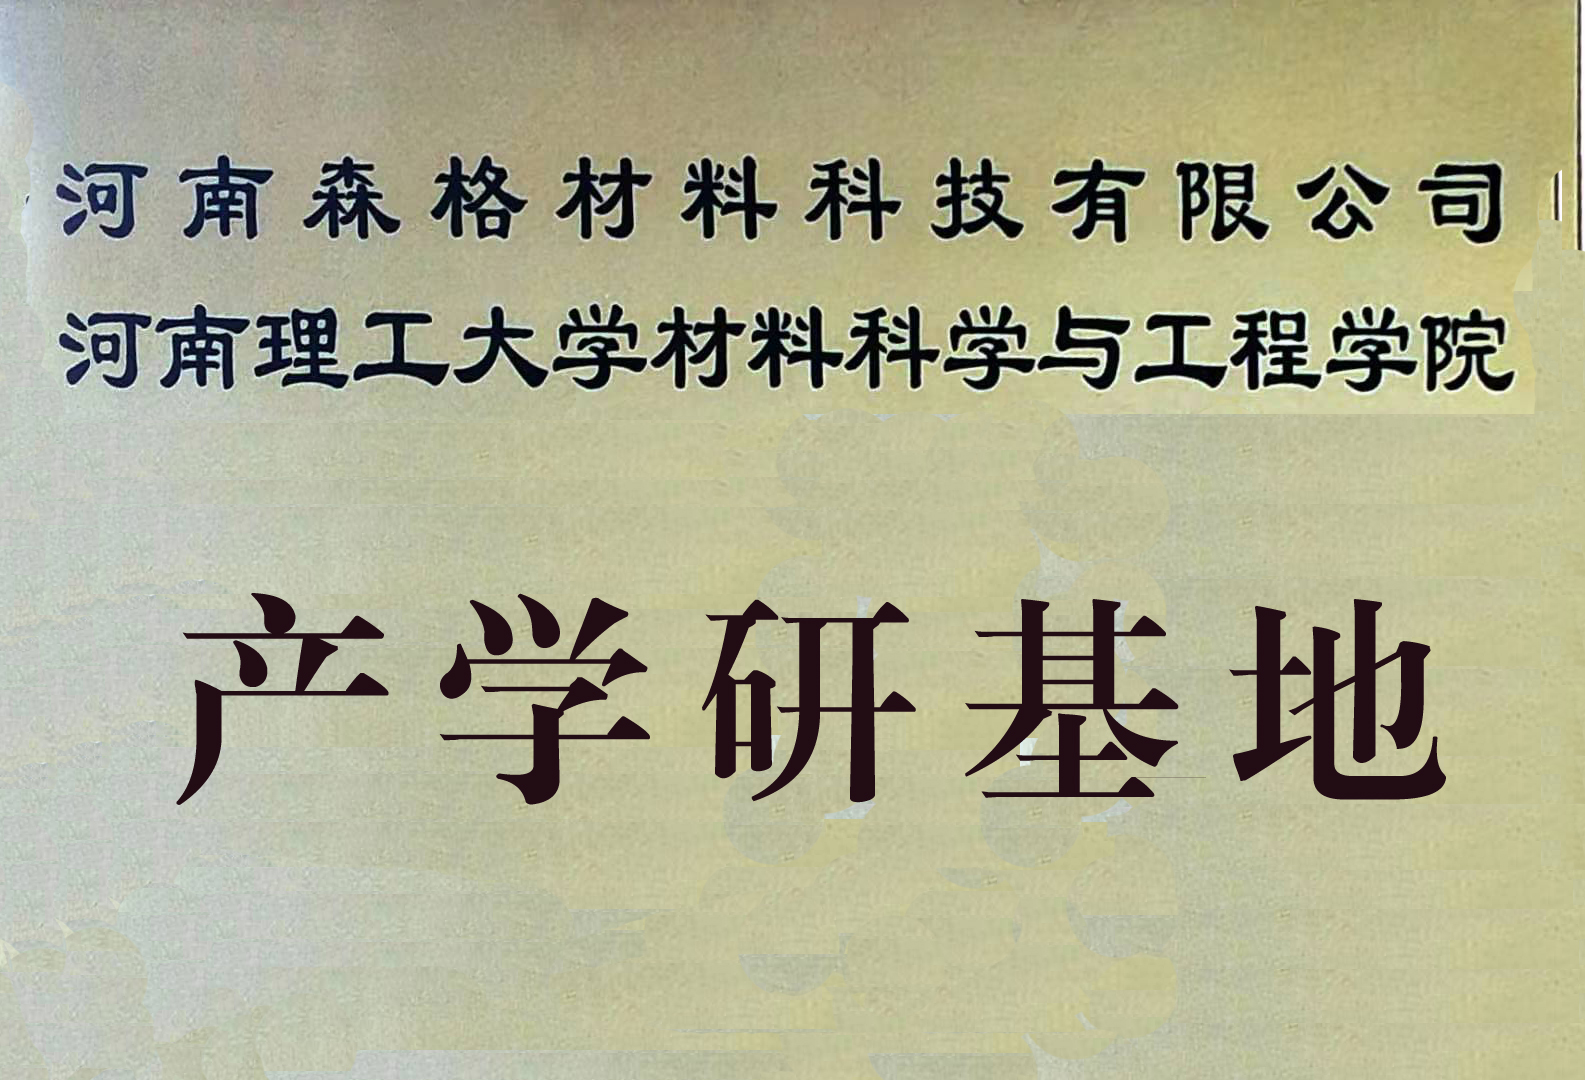 河南森格材料科技有限公司
河南理工大学材料科学与工程学院
产学研基地